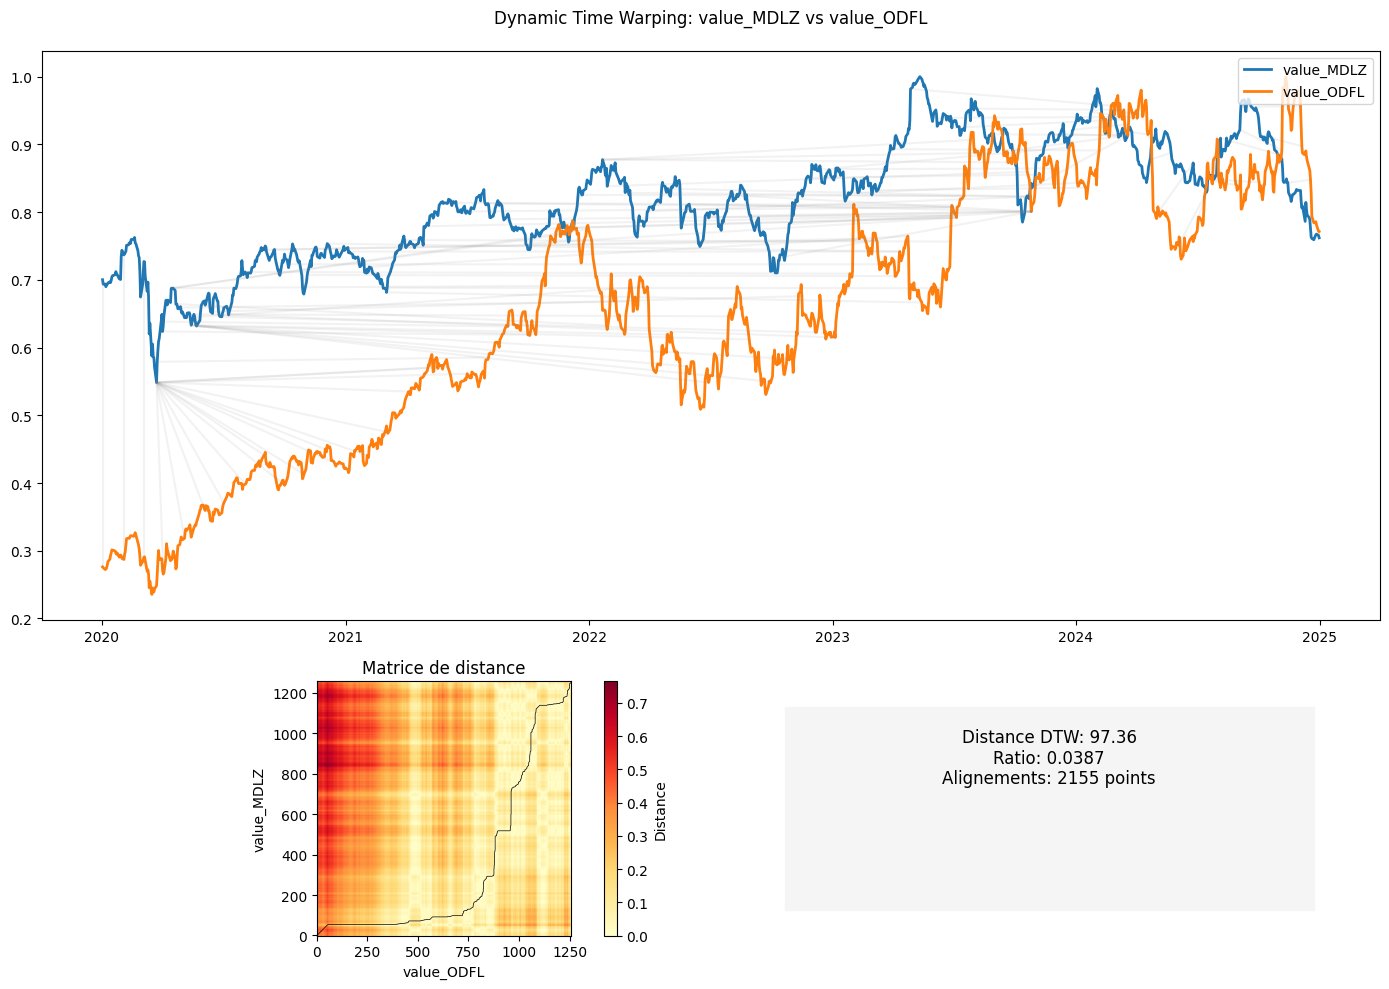 Dynamic Time Warping: value_MDLZ vs value_ODFL
value_MDLZ
value_ODFL
1.0
0.9
0.8
0.7
0.6
0.5
0.4
0.3
0.2
2020 2021 2022 2023 2024 2025
Matrice de distance
value_MDLZ
1200
1000
800
600
400
200
0
0 250 500 750 1000 1250
value_ODFL
0.7
0.6
0.5
0.4
0.3
0.2
0.1
0.0
Distance
Distance DTW: 97.36
Ratio: 0.0387
Alignements: 2155 points